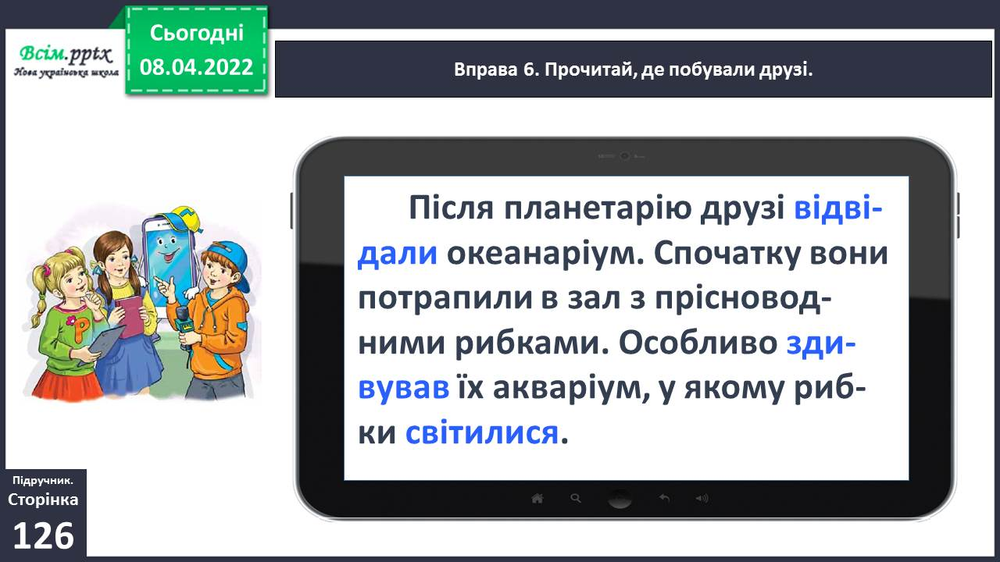 Всім.pptx
Нова українська школа
Сьогодні
08.04.2022
Вправа 6. Прочитай, де побували друзі.
Після планетарію друзі відві-
дали океанаріум. Спочатку вони
потрапили в зал з прісновод-
ними рибками. Особливо зди-
вував їх акваріум, у якому риб-
ки світилися.
Підручник.
Сторінка
126